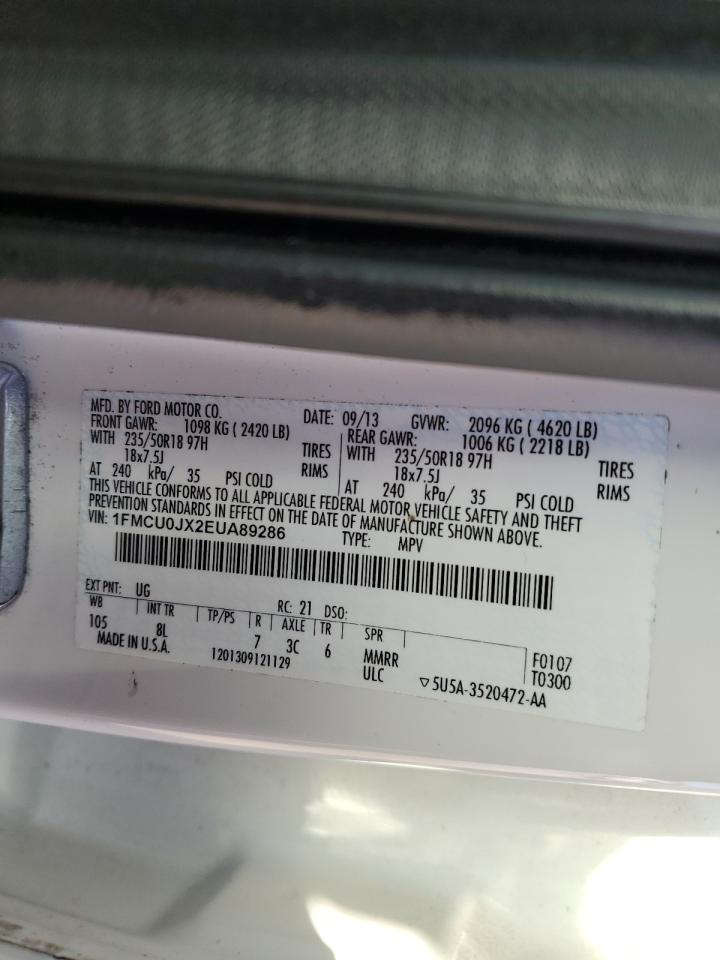 MFD. BY FORD MOTOR CO. DATE: 09/13 GVWR: 2096 KG ( 4620 LB)
FRONT GAWR: 1098 KG ( 2420 LB) REAR GAWR: 1006 KG ( 2218 LB)
WITH 235/50R18 97H TIRES WITH 235/50R18 97H TIRES
18x7.5J RIMS 18x7.5J RIMS
AT 240 kPa/ 35 PSI COLD AT 240 kPa/ 35 PSI COLD
THIS VEHICLE CONFORMS TO ALL APPLICABLE FEDERAL MOTOR VEHICLE SAFETY AND THEFT
PREVENTION STANDARDS IN EFFECT ON THE DATE OF MANUFACTURE SHOWN ABOVE.
VIN: 1FMCU0JX2EUA89286 TYPE: MPV
EXT PNT: UG RC: 21 DSO:
WB INT TR TP/PS R AXLE TR SPR
105 8L 7 3C 6 MMRR F0107
MADE IN U.S.A. 1201309121129 ULC T0300
▽5U5A-3520472-AA